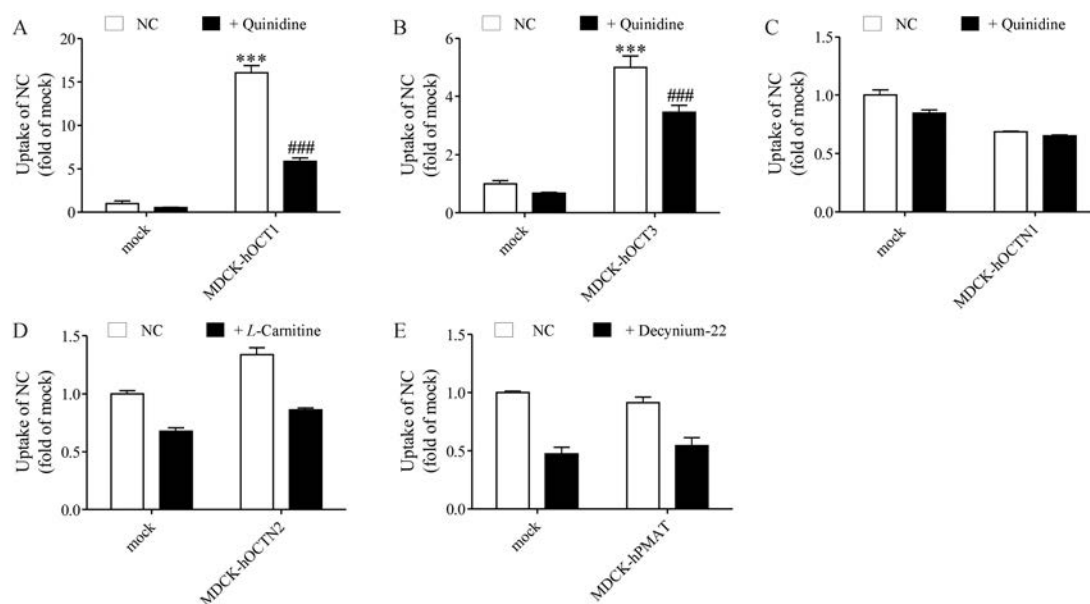 A
NC
+ Quinidine
Uptake of NC
(fold of mock)
20
15
10
5
0
***
###
mock
MDCK-hOCT1
B
NC
+ Quinidine
Uptake of NC
(fold of mock)
6
4
2
0
***
###
mock
MDCK-hOCT3
C
NC
+ Quinidine
Uptake of NC
(fold of mock)
1.5
1.0
0.5
0.0
mock
MDCK-hOCTN1
D
NC
+ L-Carnitine
Uptake of NC
(fold of mock)
1.5
1.0
0.5
0.0
mock
MDCK-hOCTN2
E
NC
+ Decynium-22
Uptake of NC
(fold of mock)
1.5
1.0
0.5
0.0
mock
MDCK-hPMAT